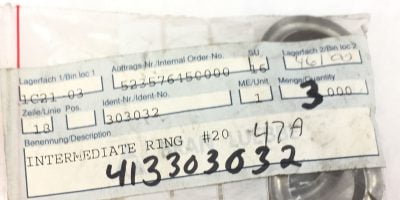 Lagerfach 1/Bin loc 1 Auftrags-Nr./Internal Order-No. SU Lagerfach 2/Bin loc 2
1C21-03 523576150000 16 46/
Zeile/Linie Pos. Ident-Nr./Ident-No. ME/Unit Menge/Quantity
18 303032 1 3,000
Benennung/Description
INTERMEDIATE RING #20 47A
413303032